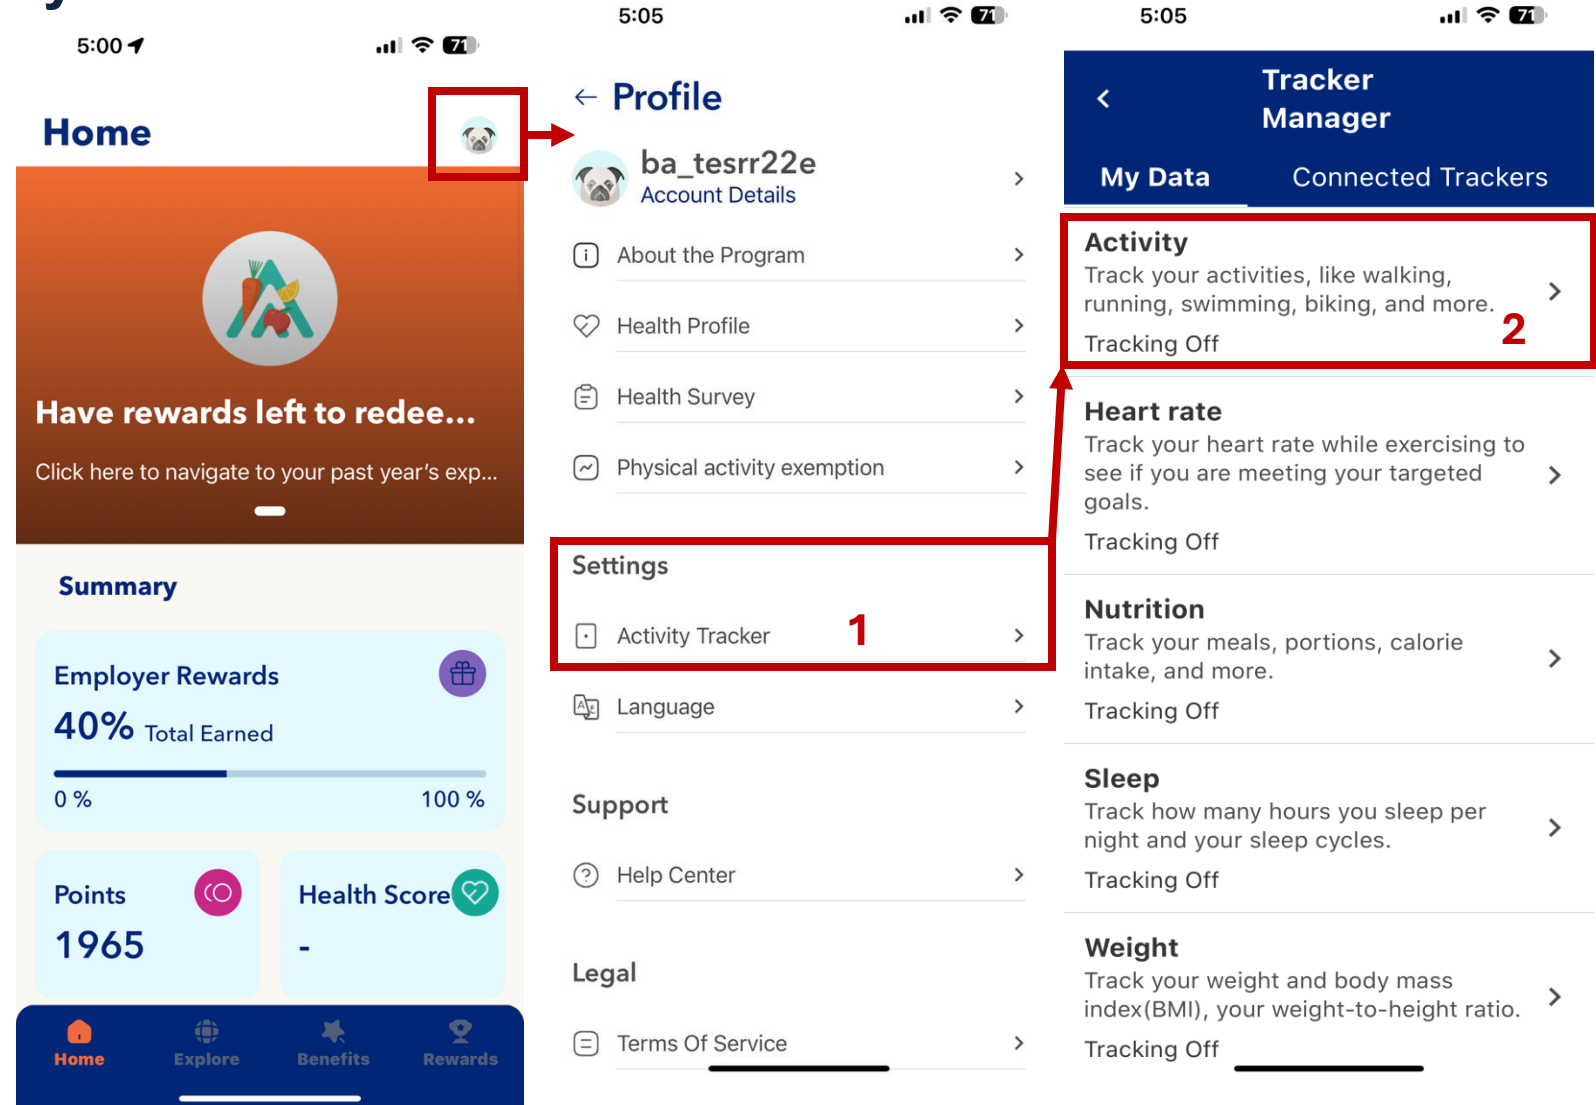 y
5:00
71
Home
Have rewards left to redee...
Click here to navigate to your past year's exp...
Summary
Employer Rewards
40% Total Earned
0 %
100 %
Points
1965
Health Score
-
Home
Explore
Benefits
Rewards
5:05
71
Profile
ba_tesrr22e
Account Details
About the Program
Health Profile
Health Survey
Physical activity exemption
Settings
Activity Tracker
1
Language
Support
Help Center
Legal
Terms Of Service
5:05
71
Tracker
Manager
My Data
Connected Trackers
Activity
Track your activities, like walking,
running, swimming, biking, and more.
Tracking Off
2
Heart rate
Track your heart rate while exercising to
see if you are meeting your targeted
goals.
Tracking Off
Nutrition
Track your meals, portions, calorie
intake, and more.
Tracking Off
Sleep
Track how many hours you sleep per
night and your sleep cycles.
Tracking Off
Weight
Track your weight and body mass
index(BMI), your weight-to-height ratio.
Tracking Off